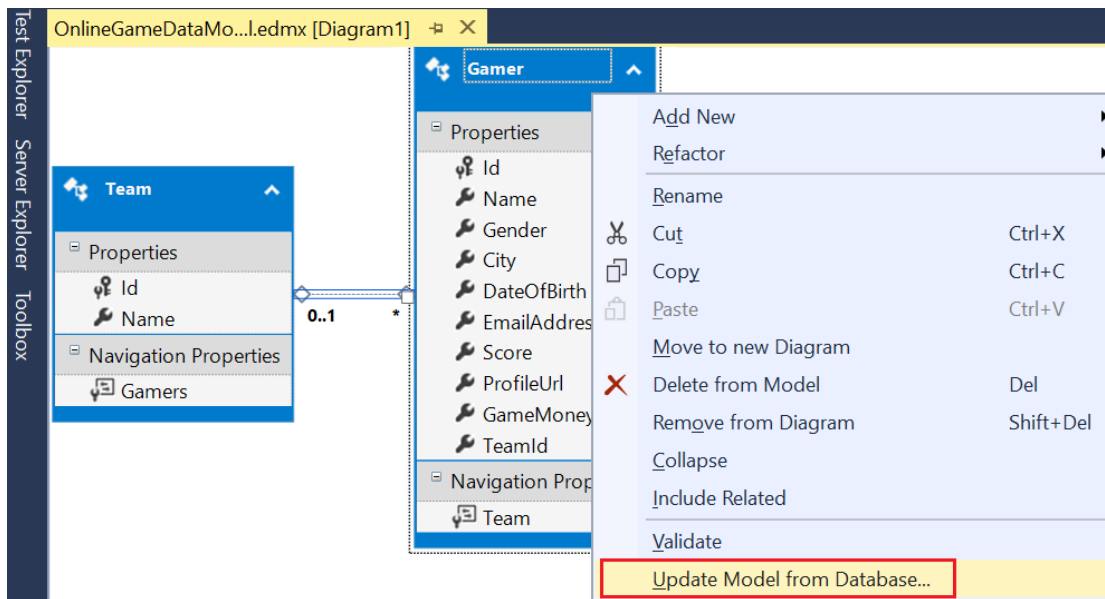 Test Explorer
Server Explorer
Toolbox
OnlineGameDataMo...l.edmx [Diagram1]
Team
Properties
Id
Name
Navigation Properties
Gamers
0..1
*
Gamer
Properties
Id
Name
Gender
City
DateOfBirth
EmailAddres
Score
ProfileUrl
GameMoney
TeamId
Navigation Prop
Team
Add New
Refactor
Rename
Cut Ctrl+X
Copy Ctrl+C
Paste Ctrl+V
Move to new Diagram
Delete from Model Del
Remove from Diagram Shift+Del
Collapse
Include Related
Validate
Update Model from Database...